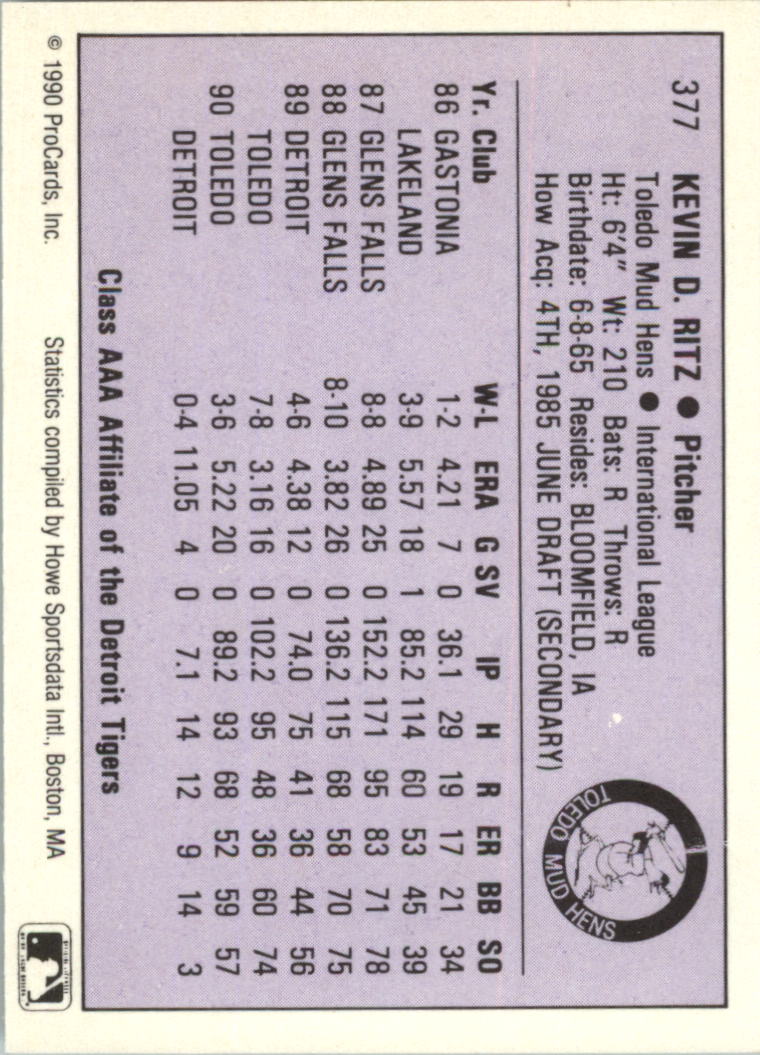 377 KEVIN D. RITZ ● Pitcher
Toledo Mud Hens ● International League
Ht: 6'4" Wt: 210 Bats: R Throws: R
Birthdate: 6-8-65 Resides: BLOOMFIELD, IA
How Acq: 4TH, 1985 JUNE DRAFT (SECONDARY)
TOLEDO MUD HENS
Yr. Club W-L ERA G SV IP H R ER BB SO
86 GASTONIA 1-2 4.21 7 0 36.1 29 19 17 21 34
LAKELAND 3-9 5.57 18 1 85.2 114 60 53 45 39
87 GLENS FALLS 8-8 4.89 25 0 152.2 171 95 83 71 78
88 GLENS FALLS 8-10 3.82 26 0 136.2 115 68 58 70 75
89 DETROIT 4-6 4.38 12 0 74.0 75 41 36 44 56
TOLEDO 7-8 3.16 16 0 102.2 95 48 36 60 74
90 TOLEDO 3-6 5.22 20 0 89.2 93 68 52 59 57
DETROIT 0-4 11.05 4 0 7.1 14 12 9 14 3
Class AAA Affiliate of the Detroit Tigers
© 1990 ProCards, Inc. Statistics compiled by Howe Sportsdata Intl., Boston, MA